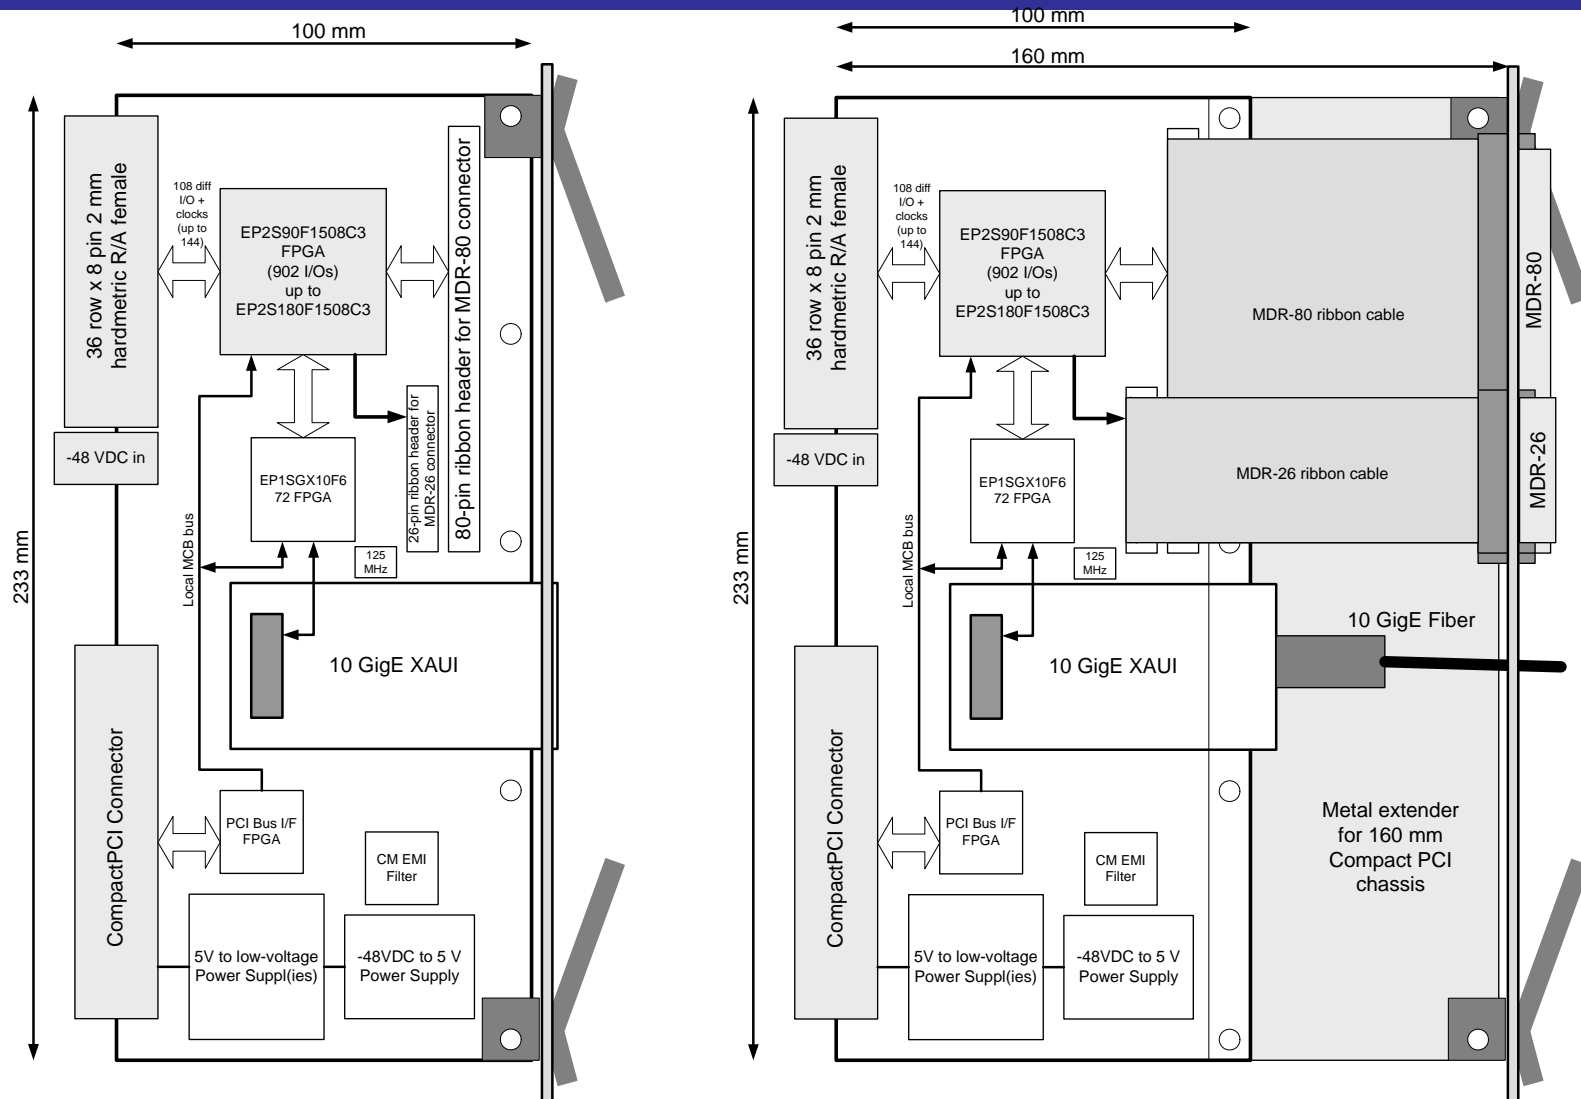 100 mm
233 mm
36 row x 8 pin 2 mm
hardmetric R/A female
108 diff
I/O +
clocks
(up to
144)
EP2S90F1508C3
FPGA
(902 I/Os)
up to
EP2S180F1508C3
80-pin ribbon header for MDR-80 connector
26-pin ribbon header for
MDR-26 connector
-48 VDC in
EP1SGX10F6
72 FPGA
Local MCB bus
125
MHz
10 GigE XAUI
CompactPCI Connector
PCI Bus I/F
FPGA
CM EMI
Filter
5V to low-voltage
Power Suppl(ies)
-48VDC to 5 V
Power Supply
100 mm
160 mm
233 mm
36 row x 8 pin 2 mm
hardmetric R/A female
108 diff
I/O +
clocks
(up to
144)
EP2S90F1508C3
FPGA
(902 I/Os)
up to
EP2S180F1508C3
MDR-80 ribbon cable
MDR-80
-48 VDC in
EP1SGX10F6
72 FPGA
MDR-26 ribbon cable
MDR-26
Local MCB bus
125
MHz
10 GigE XAUI
10 GigE Fiber
CompactPCI Connector
PCI Bus I/F
FPGA
CM EMI
Filter
Metal extender
for 160 mm
Compact PCI
chassis
5V to low-voltage
Power Suppl(ies)
-48VDC to 5 V
Power Supply